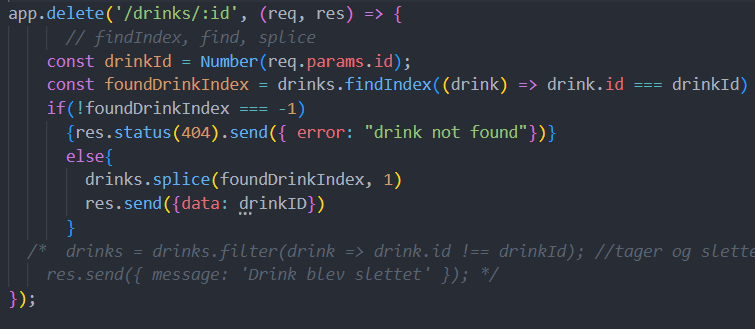 app.delete('/drinks/:id', (req, res) => {
// findIndex, find, splice
const drinkId = Number(req.params.id);
const foundDrinkIndex = drinks.findIndex((drink) => drink.id === drinkId)
if(!foundDrinkIndex === -1)
{res.status(404).send({ error: "drink not found"})}
else{
drinks.splice(foundDrinkIndex, 1)
res.send({data: drinkID})
}
/*  drinks = drinks.filter(drink => drink.id !== drinkId); //tager og slette
res.send({ message: 'Drink blev slettet' }); */
});